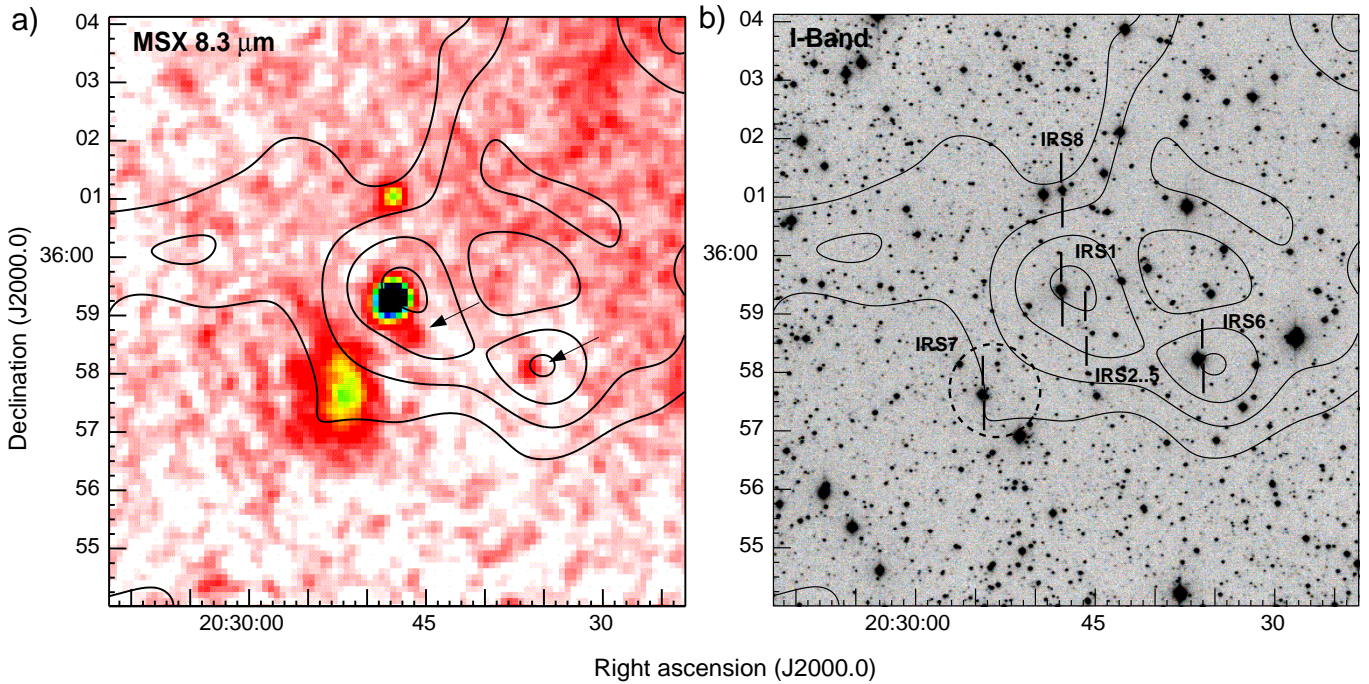 a)
MSX 8.3 µm
04
03
02
01
36:00
59
58
57
56
55
20:30:00
45
30
Declination (J2000.0)
b)
I-Band
04
03
02
01
36:00
59
58
57
56
55
IRS8
IRS1
IRS6
IRS7
IRS2..5
20:30:00
45
30
Right ascension (J2000.0)